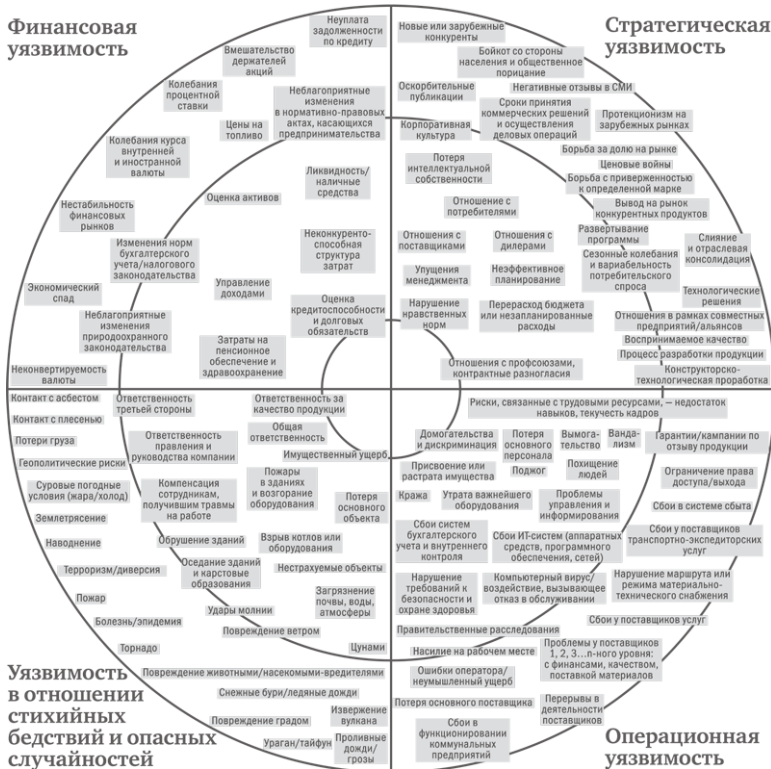 Финансовая
уязвимость
Неуплата
задолженности
по кредиту
Вмешательство
держателей
акций
Колебания
процентной
ставки
Неблагоприятные
изменения
в нормативно-правовых
актах, касающихся
предпринимательства
Цены на
топливо
Колебания курса
внутренней
и иностранной
валюты
Ликвидность/
наличные
средства
Оценка активов
Нестабильность
финансовых
рынков
Изменения норм
бухгалтерского
учета/налогового
законодательства
Неконкуренто-
способная
структура
затрат
Управление
доходами
Экономический
спад
Оценка
кредитоспособности
и долговых
обязательств
Неблагоприятные
изменения
природоохранного
законодательства
Затраты на
пенсионное
обеспечение и
здравоохранение
Неконвертируемость
валюты
Стратегическая
уязвимость
Новые или зарубежные
конкуренты
Бойкот со стороны
населения и общественное
порицание
Оскорбительные
публикации
Негативные отзывы в СМИ
Сроки принятия
коммерческих решений
и осуществления
деловых операций
Протекционизм на
зарубежных рынках
Корпоративная
культура
Борьба за долю на рынке
Потеря
интеллектуальной
собственности
Ценовые войны
Борьба с приверженностью
к определенной марке
Отношение с
потребителями
Вывод на рынок
конкурентных продуктов
Отношения с
поставщиками
Отношения с
дилерами
Развертывание
программы
Слияние
и отраслевая
консолидация
Сезонные колебания
и вариабельность
потребительского
спроса
Упущения
менеджмента
Неэффективное
планирование
Технологические
решения
Нарушение
нравственных
норм
Перерасход бюджета
или незапланированные
расходы
Отношения в рамках совместных
предприятий/альянсов
Воспринимаемое качество
Процесс разработки продукции
Отношения с профсоюзами,
контрактные разногласия
Конструкторско-
технологическая проработка
Контакт с асбестом
Ответственность
третьей стороны
Ответственность за
качество продукции
Контакт с плесенью
Общая
ответственность
Потери груза
Ответственность
правления и
руководства компании
Имущественный ущерб
Геополитические риски
Пожары
в зданиях
и возгорание
оборудования
Суровые погодные
условия (жара/холод)
Компенсация
сотрудникам,
получившим травмы
на работе
Потеря
основного
объекта
Землетрясение
Наводнение
Обрушение зданий
Взрыв котлов или
оборудования
Оседание зданий
и карстовые
образования
Нестрахуемые объекты
Терроризм/диверсия
Загрязнение
почвы, воды,
атмосферы
Пожар
Удары молнии
Болезнь/эпидемия
Повреждение ветром
Торнадо
Цунами
Повреждение животными/насекомыми-вредителями
Снежные бури/ледяные дожди
Извержение
вулкана
Повреждение градом
Ураган/тайфун
Проливные
дожди/
грозы
Уязвимость
в отношении
стихийных
бедствий и опасных
случайностей
Риски, связанные с трудовыми ресурсами, — недостаток
навыков, текучесть кадров
Домогательства
и дискриминация
Потеря
основного
персонала
Вымога-
тельство
Ванда-
лизм
Гарантии/кампании по
отзыву продукции
Присвоение или
растрата имущества
Поджог
Похищение
людей
Ограничение права
доступа/выхода
Кража
Утрата важнейшего
оборудования
Проблемы
управления и
информирования
Сбои в системе сбыта
Сбои систем
бухгалтерского
учета и внутреннего
контроля
Сбои ИТ-систем (аппаратных
средств, программного
обеспечения, сетей)
Сбои у поставщиков
транспортно-экспедиторских
услуг
Нарушение
требований к
безопасности и
охране здоровья
Компьютерный вирус/
воздействие, вызывающее
отказ в обслуживании
Нарушение маршрута или
режима материально-
технического снабжения
Сбои у поставщиков услуг
Правительственные расследования
Насилие на рабочем месте
Проблемы у поставщиков
1, 2, 3...n-ного уровня:
с финансами, качеством,
поставкой материалов
Ошибки оператора/
неумышленный ущерб
Потеря основного поставщика
Перерывы в
деятельности
поставщиков
Сбои в
функционировании
коммунальных
предприятий
Операционная
уязвимость